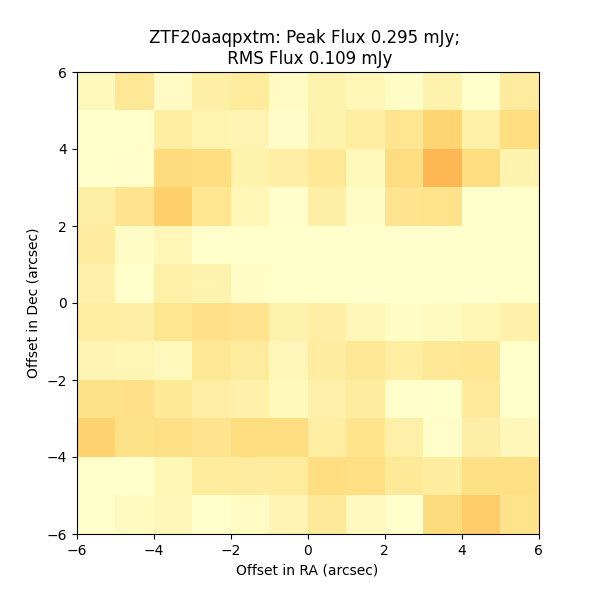 ZTF20aaqpxtm: Peak Flux 0.295 mJy;
RMS Flux 0.109 mJy
6
4
2
0
−2
−4
−6
Offset in Dec (arcsec)
−6 −4 −2 0 2 4 6
Offset in RA (arcsec)